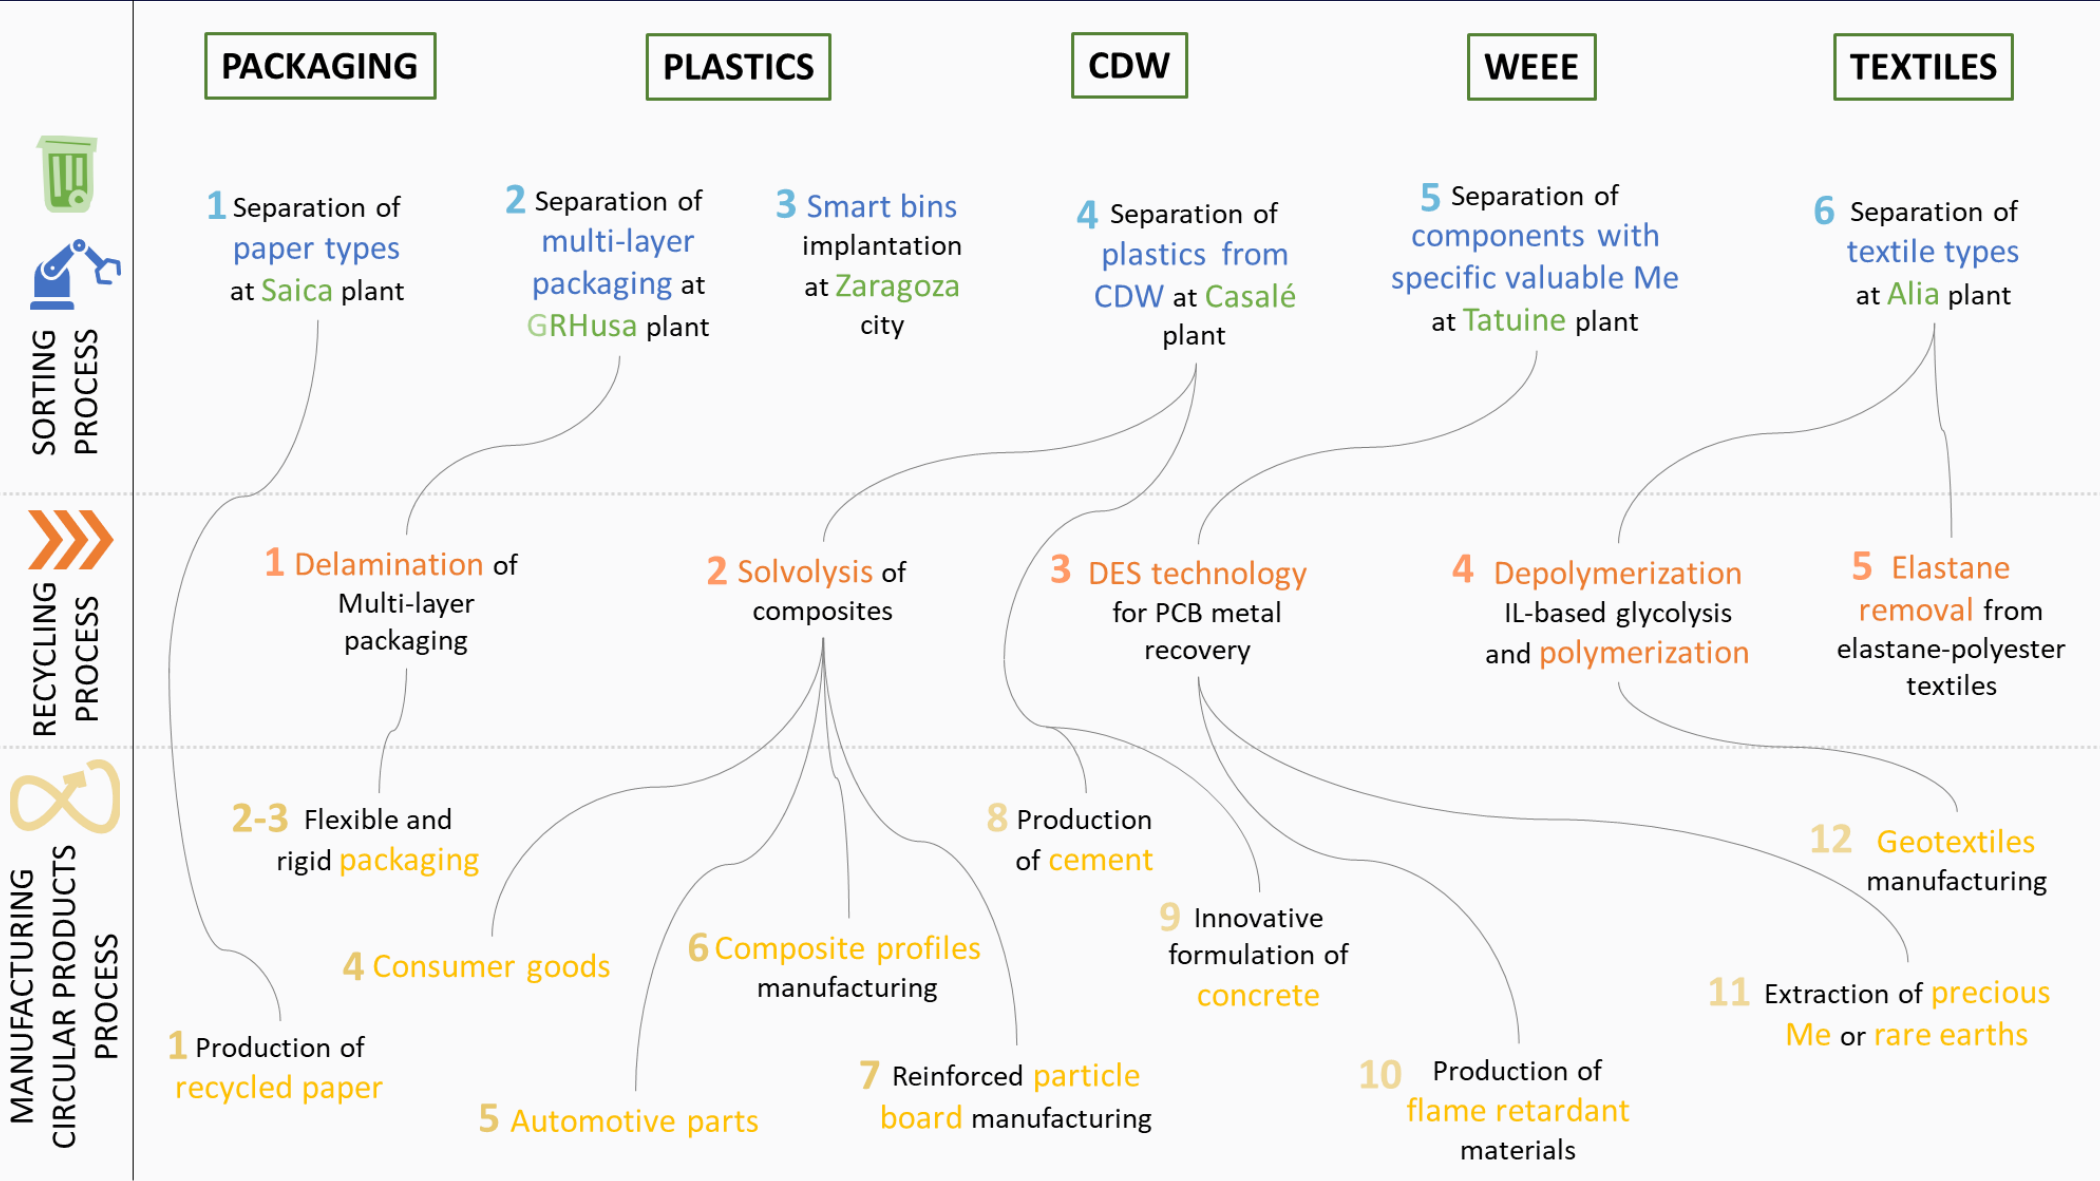 PACKAGING
PLASTICS
CDW
WEEE
TEXTILES
SORTING
PROCESS
1 Separation of
paper types
at Saica plant
2 Separation of
multi-layer
packaging at
GRHusa plant
3 Smart bins
implantation
at Zaragoza
city
4 Separation of
plastics from
CDW at Casalé
plant
5 Separation of
components with
specific valuable Me
at Tatuine plant
6 Separation of
textile types
at Alia plant
RECYCLING
PROCESS
1 Delamination of
Multi-layer
packaging
2 Solvolysis of
composites
3 DES technology
for PCB metal
recovery
4 Depolymerization
IL-based glycolysis
and polymerization
5 Elastane
removal from
elastane-polyester
textiles
MANUFACTURING
CIRCULAR PRODUCTS
PROCESS
1 Production of
recycled paper
2-3 Flexible and
rigid packaging
4 Consumer goods
5 Automotive parts
6 Composite profiles
manufacturing
7 Reinforced particle
board manufacturing
8 Production
of cement
9 Innovative
formulation of
concrete
10 Production of
flame retardant
materials
11 Extraction of precious
Me or rare earths
12 Geotextiles
manufacturing